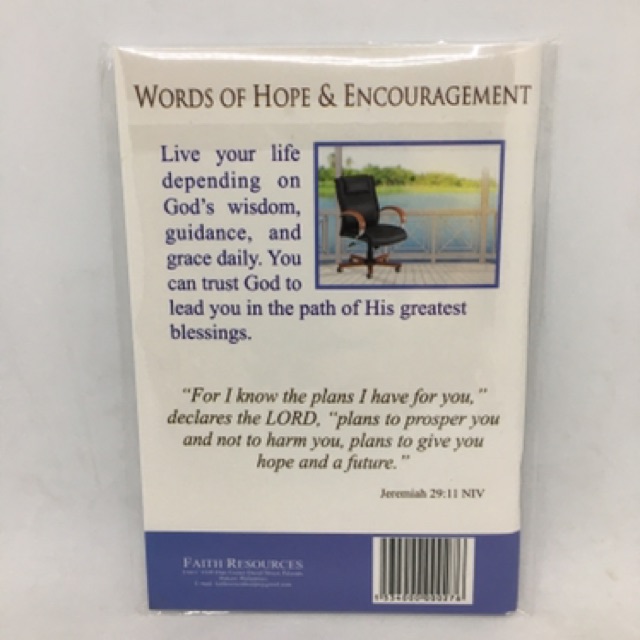 WORDS OF HOPE & ENCOURAGEMENT
Live your life
depending on
God's wisdom,
guidance, and
grace daily. You
can trust God to
lead you in the path of His greatest
blessings.
"For I know the plans I have for you,"
declares the LORD, "plans to prosper you
and not to harm you, plans to give you
hope and a future."
Jeremiah 29:11 NIV
FAITH RESOURCES